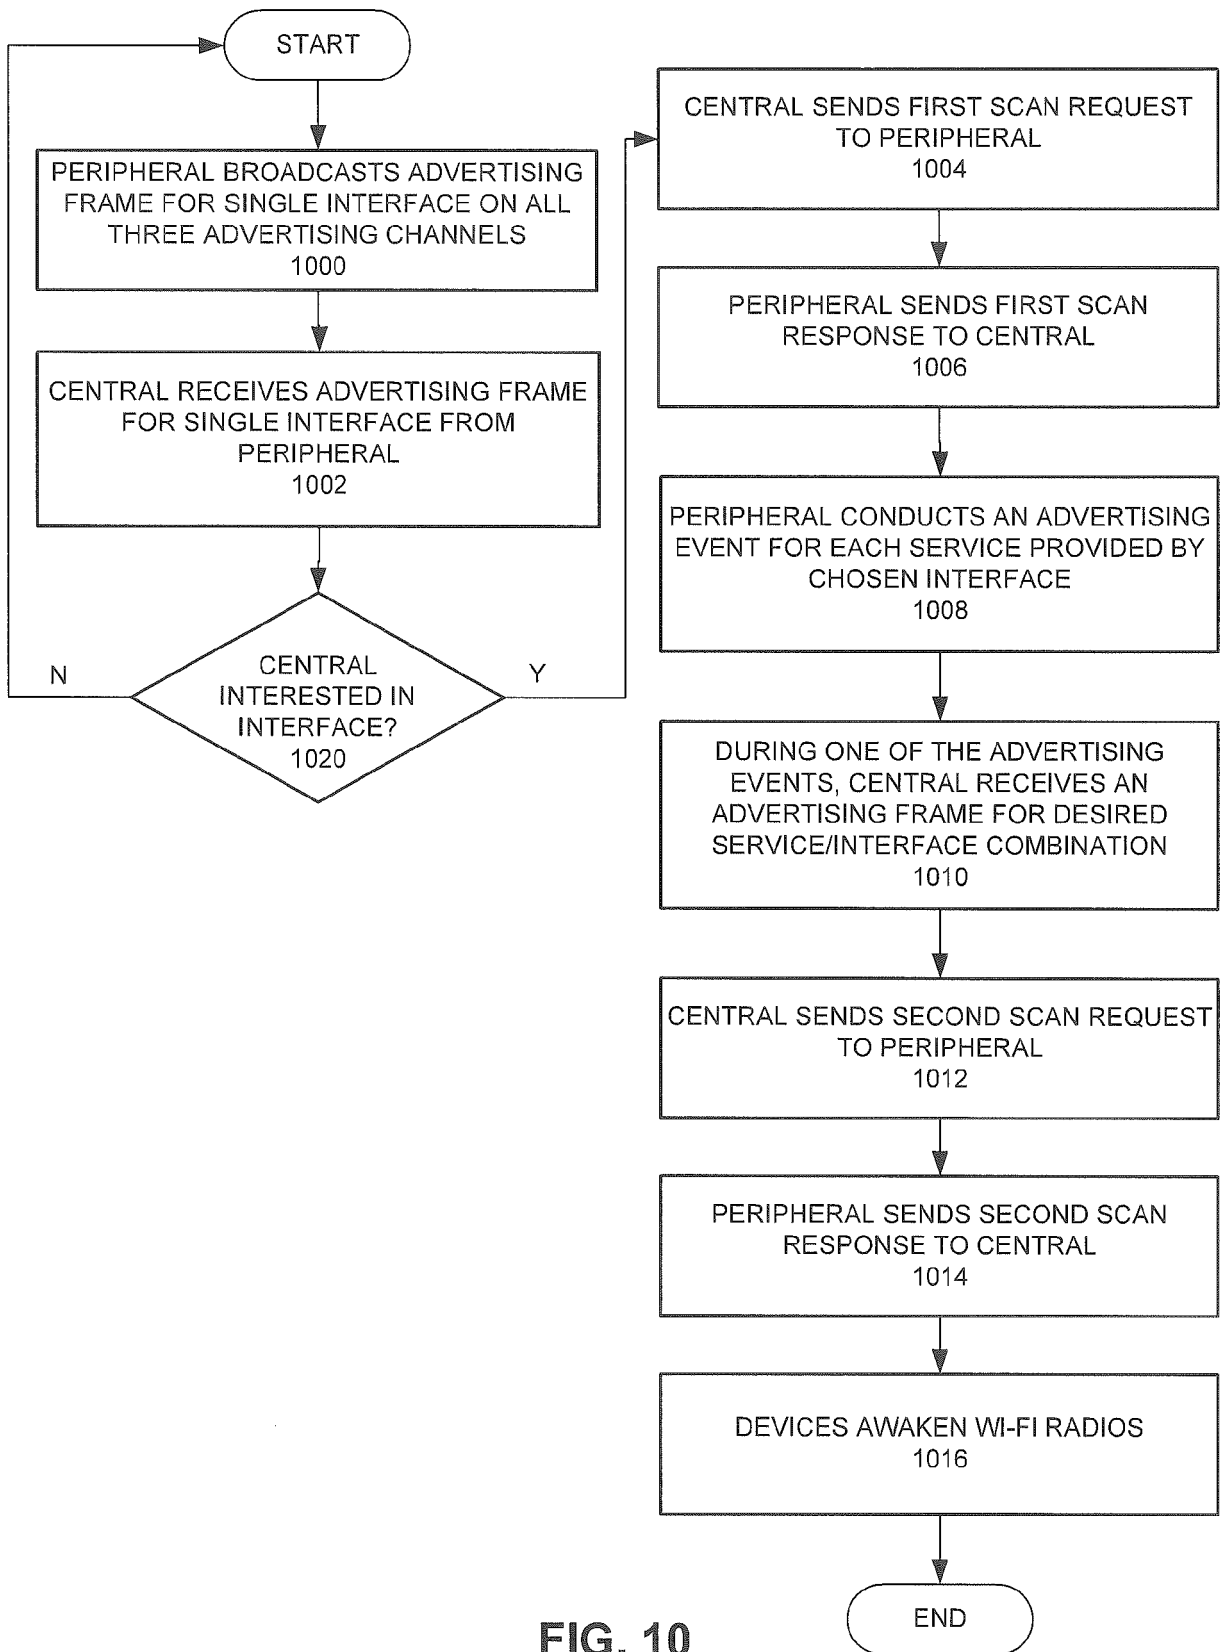 START
PERIPHERAL BROADCASTS ADVERTISING
FRAME FOR SINGLE INTERFACE ON ALL
THREE ADVERTISING CHANNELS
1000
CENTRAL RECEIVES ADVERTISING FRAME
FOR SINGLE INTERFACE FROM
PERIPHERAL
1002
CENTRAL
INTERESTED IN
INTERFACE?
1020
N
Y
CENTRAL SENDS FIRST SCAN REQUEST
TO PERIPHERAL
1004
PERIPHERAL SENDS FIRST SCAN
RESPONSE TO CENTRAL
1006
PERIPHERAL CONDUCTS AN ADVERTISING
EVENT FOR EACH SERVICE PROVIDED BY
CHOSEN INTERFACE
1008
DURING ONE OF THE ADVERTISING
EVENTS, CENTRAL RECEIVES AN
ADVERTISING FRAME FOR DESIRED
SERVICE/INTERFACE COMBINATION
1010
CENTRAL SENDS SECOND SCAN REQUEST
TO PERIPHERAL
1012
PERIPHERAL SENDS SECOND SCAN
RESPONSE TO CENTRAL
1014
DEVICES AWAKEN WI-FI RADIOS
1016
END
FIG. 10